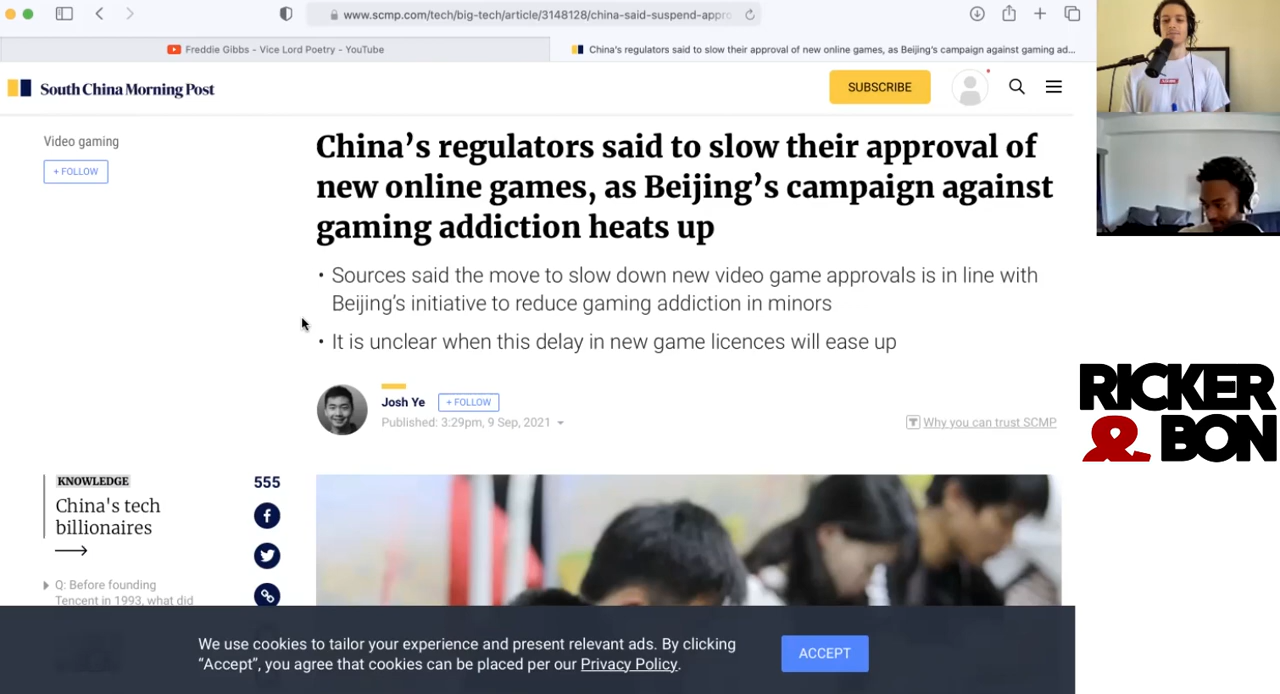 www.scmp.com/tech/big-tech/article/3148128/china-said-suspend-appro
Freddie Gibbs - Vice Lord Poetry - YouTube
China's regulators said to slow their approval of new online games, as Beijing's campaign against gaming ad...
South China Morning Post
SUBSCRIBE
Video gaming
+ FOLLOW
China's regulators said to slow their approval of
new online games, as Beijing's campaign against
gaming addiction heats up
• Sources said the move to slow down new video game approvals is in line with
Beijing's initiative to reduce gaming addiction in minors
• It is unclear when this delay in new game licences will ease up
Josh Ye
+ FOLLOW
Published: 3:29pm, 9 Sep, 2021
Why you can trust SCMP
RICKER
& BON
KNOWLEDGE
China's tech
billionaires
Q: Before founding
Tencent in 1993, what did
555
We use cookies to tailor your experience and present relevant ads. By clicking
“Accept”, you agree that cookies can be placed per our Privacy Policy.
ACCEPT